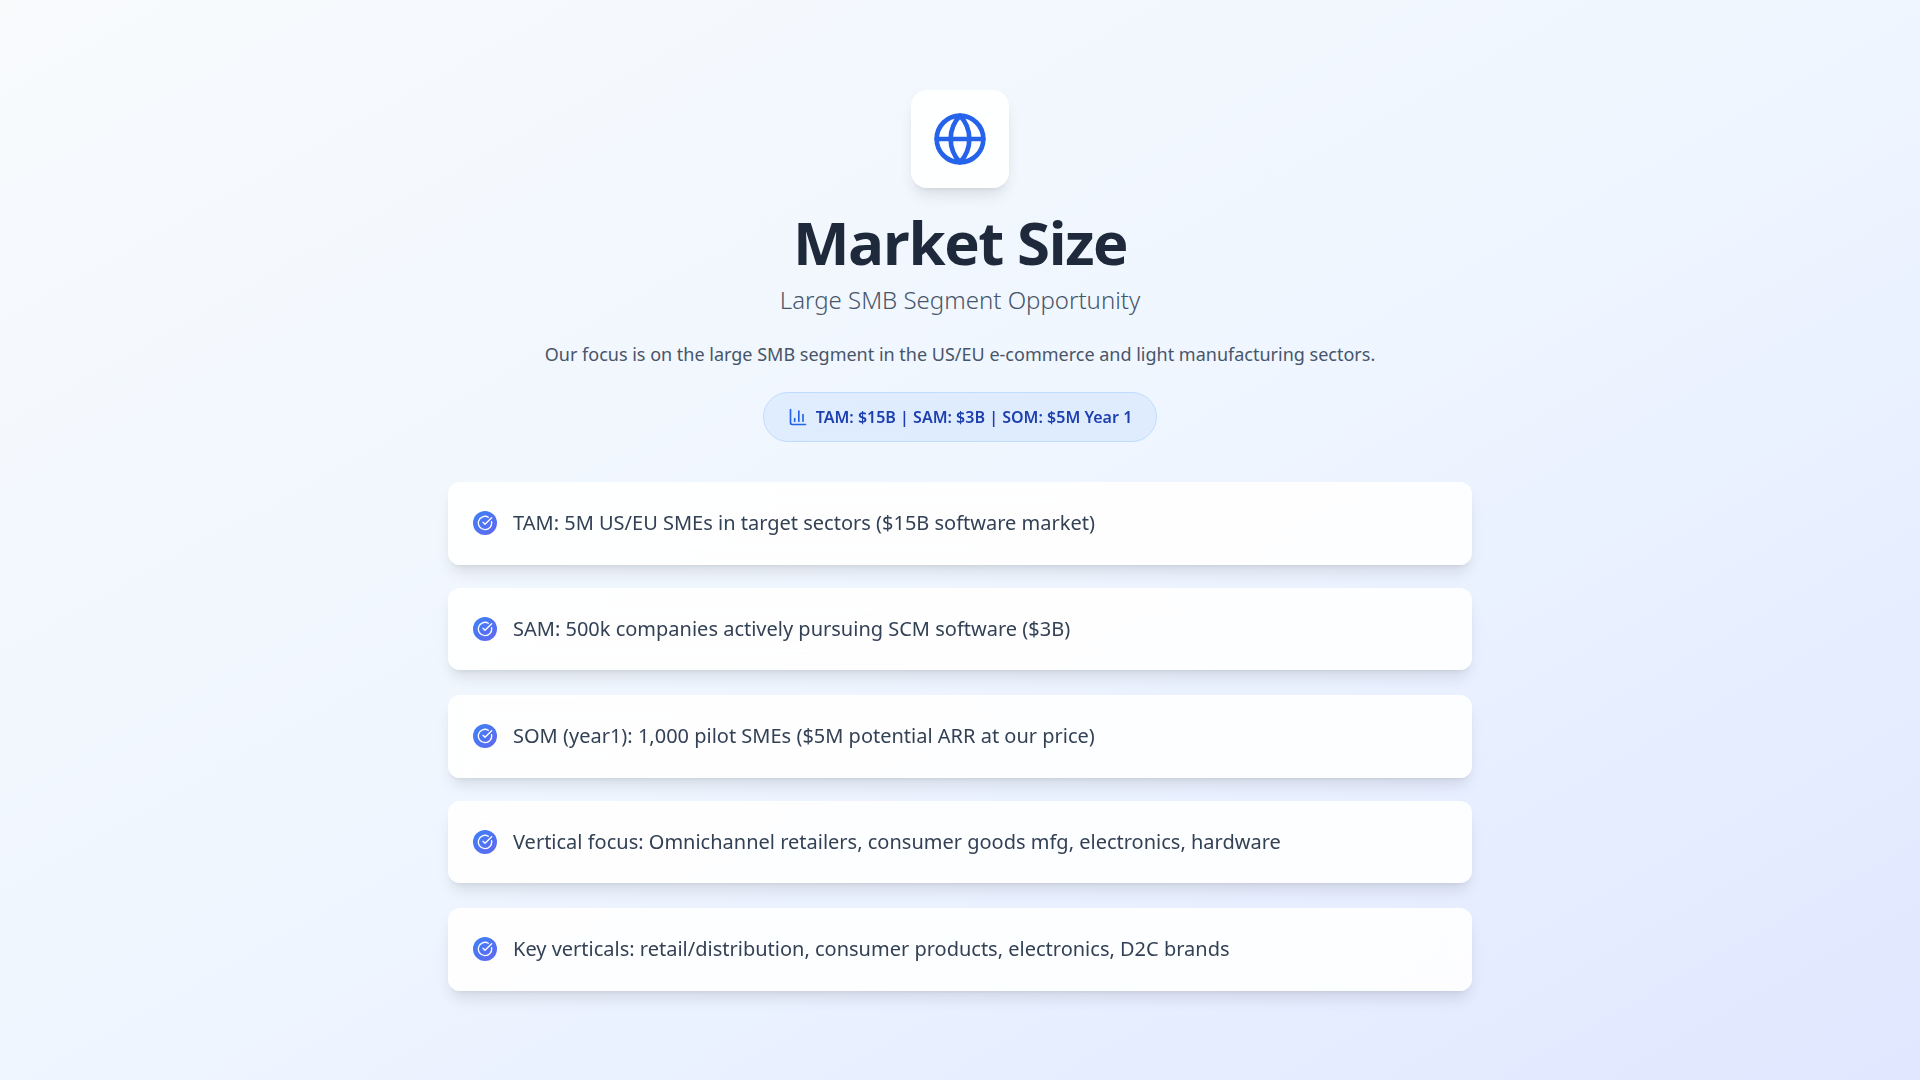 Market Size
Large SMB Segment Opportunity
Our focus is on the large SMB segment in the US/EU e-commerce and light manufacturing sectors.
TAM: $15B | SAM: $3B | SOM: $5M Year 1
TAM: 5M US/EU SMEs in target sectors ($15B software market)
SAM: 500k companies actively pursuing SCM software ($3B)
SOM (year1): 1,000 pilot SMEs ($5M potential ARR at our price)
Vertical focus: Omnichannel retailers, consumer goods mfg, electronics, hardware
Key verticals: retail/distribution, consumer products, electronics, D2C brands